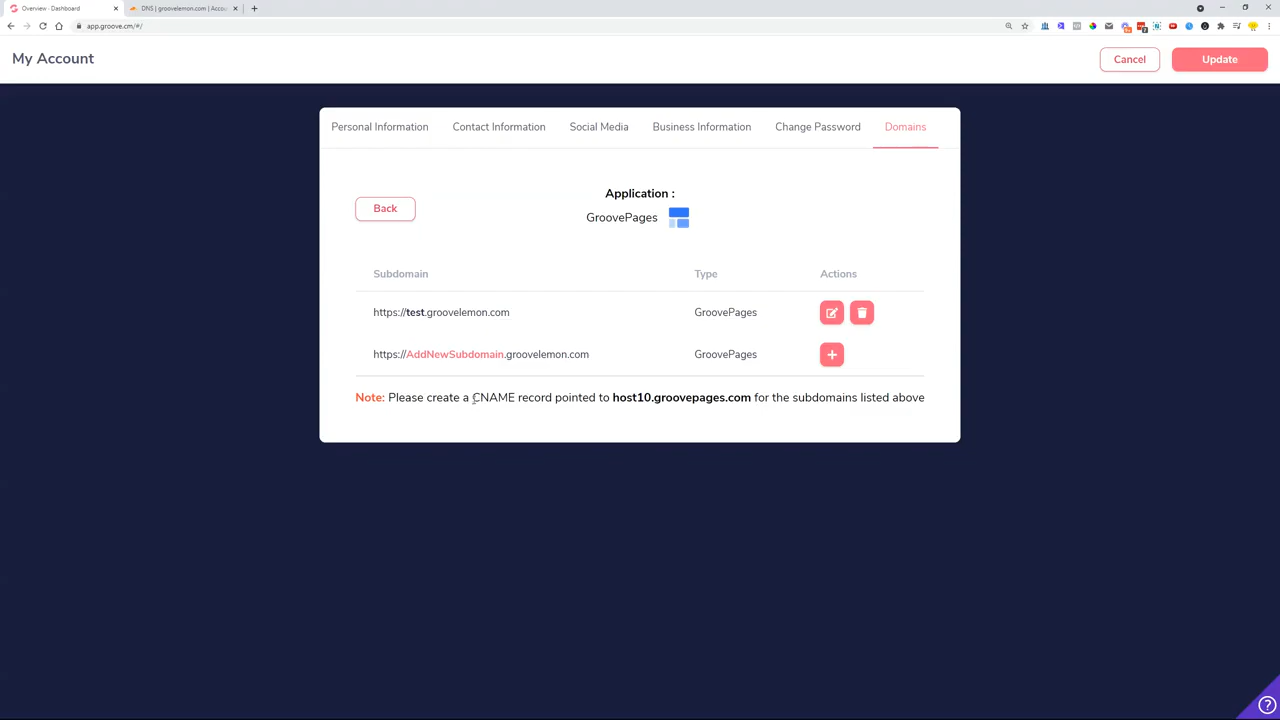 Overview - Dashboard
DNS | groovelemon.com | Accou
app.groove.cm/#/
My Account
Cancel
Update
Personal Information
Contact Information
Social Media
Business Information
Change Password
Domains
Back
Application :
GroovePages
Subdomain
Type
Actions
https://test.groovelemon.com
GroovePages
https://AddNewSubdomain.groovelemon.com
GroovePages
Note: Please create a CNAME record pointed to host10.groovepages.com for the subdomains listed above